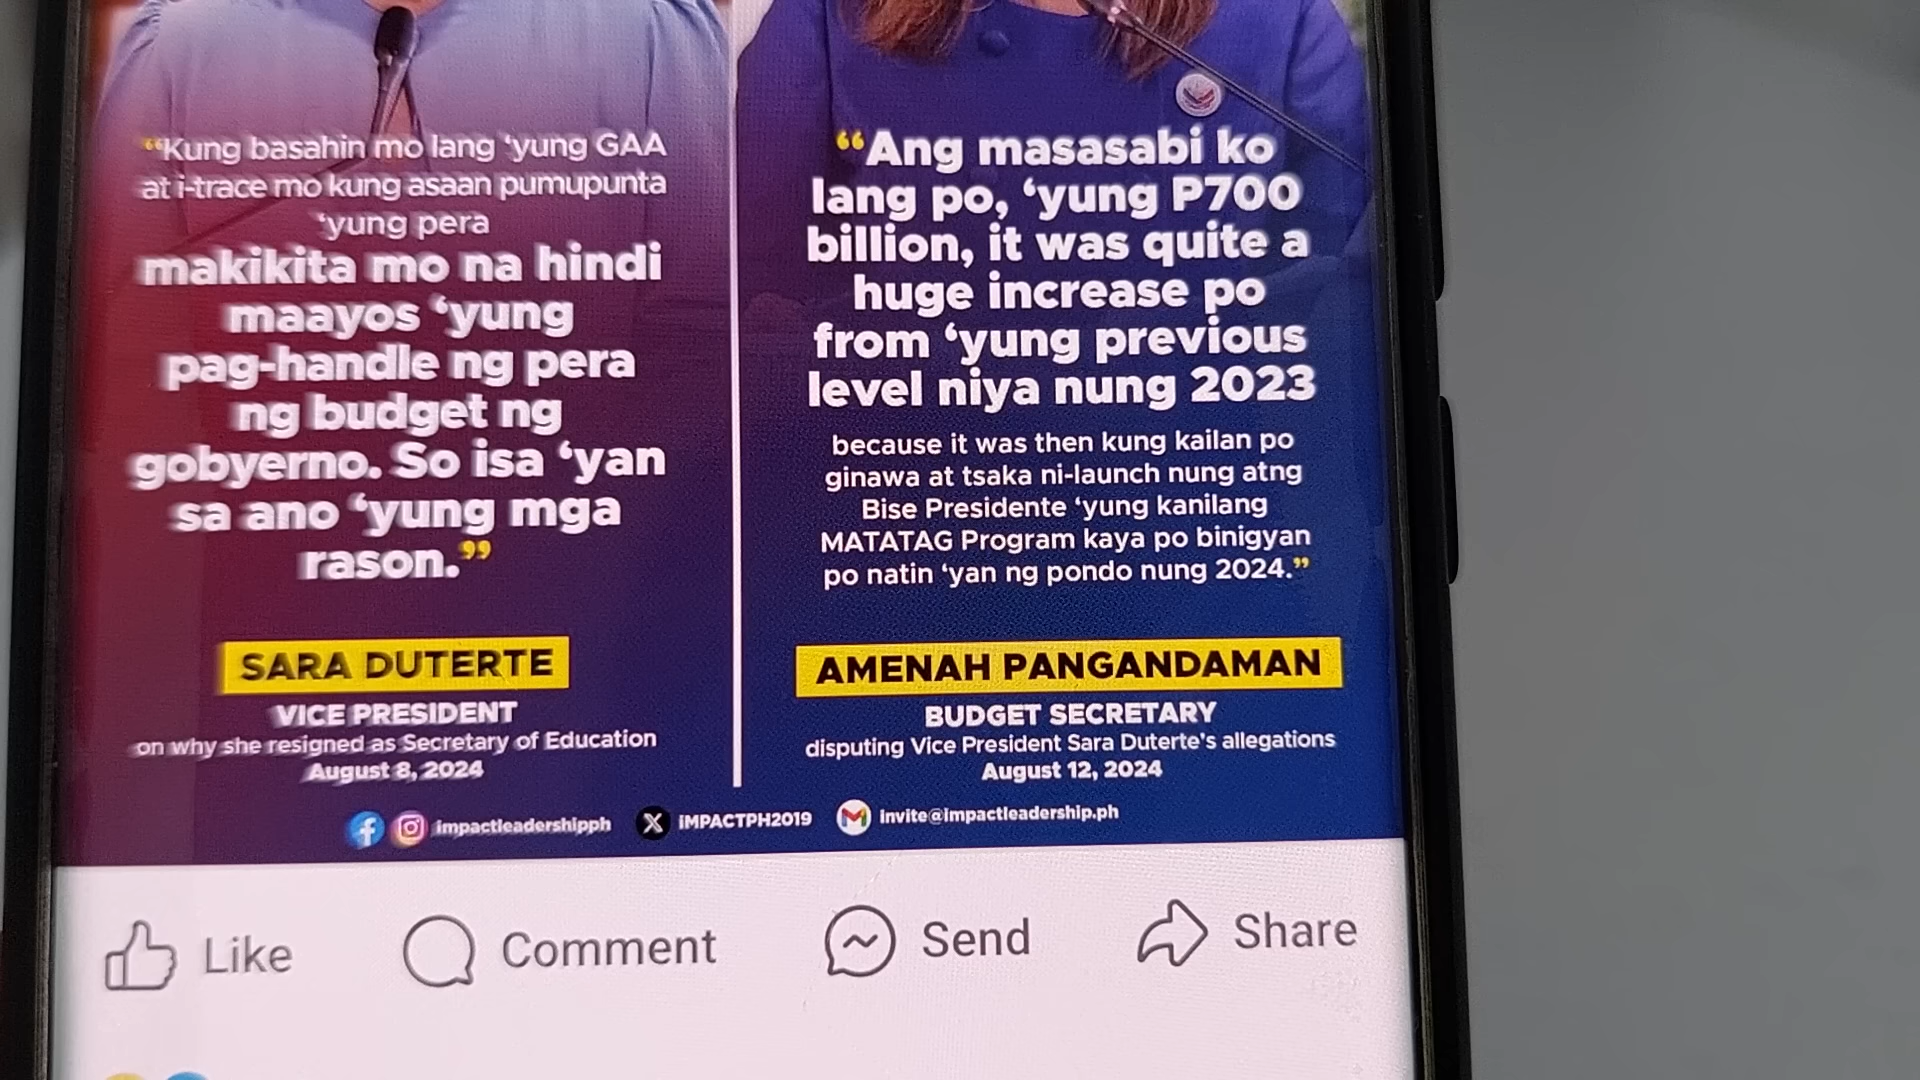 “Kung basahin mo lang ‘yung GAA
at i-trace mo kung asaan pumupunta
‘yung pera
makikita mo na hindi
maayos ‘yung
pag-handle ng pera
ng budget ng
gobyerno. So isa ‘yan
sa ano ‘yung mga
rason.”
SARA DUTERTE
VICE PRESIDENT
on why she resigned as Secretary of Education
August 8, 2024
“Ang masasabi ko
lang po, ‘yung P700
billion, it was quite a
huge increase po
from ‘yung previous
level niya nung 2023
because it was then kung kailan po
ginawa at tsaka ni-launch nung atng
Bise Presidente ‘yung kanilang
MATATAG Program kaya po binigyan
po natin ‘yan ng pondo nung 2024.”
AMENAH PANGANDAMAN
BUDGET SECRETARY
disputing Vice President Sara Duterte's allegations
August 12, 2024
impactleadershipph iMPACTPH2019 invite@impactleadership.ph
Like Comment Send Share